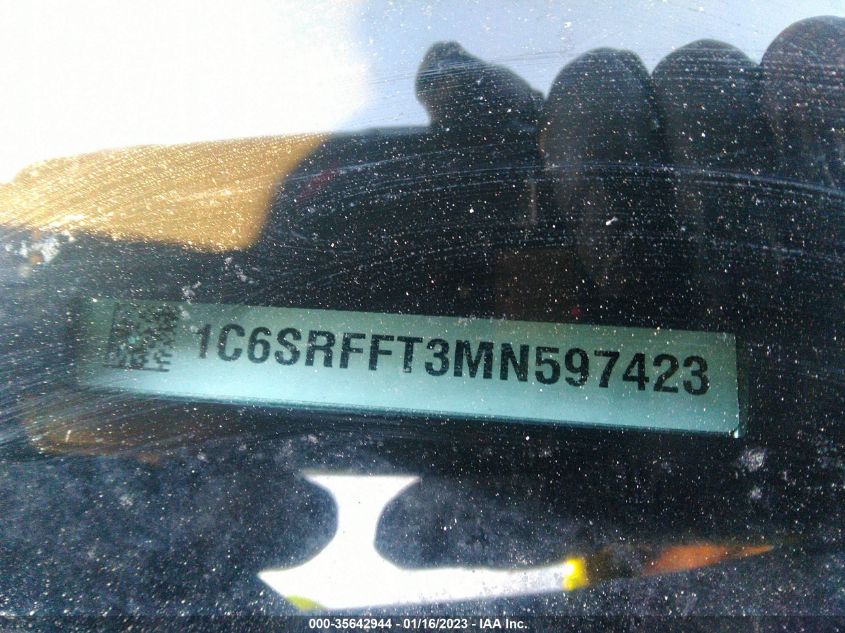 1C6SRFFT3MN597423
000-35642944 - 01/16/2023 - IAA Inc.